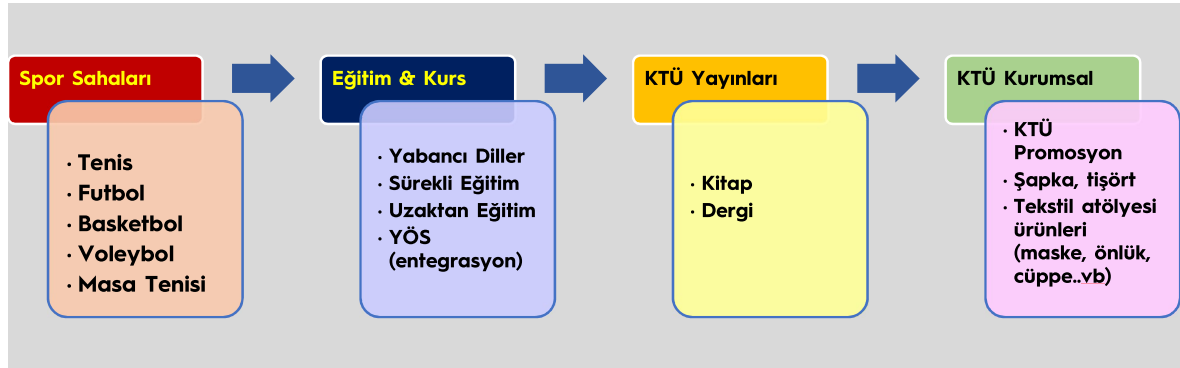 Spor Sahaları
· Tenis
· Futbol
· Basketbol
· Voleybol
· Masa Tenisi
Eğitim & Kurs
· Yabancı Diller
· Sürekli Eğitim
· Uzaktan Eğitim
· YÖS
(entegrasyon)
KTÜ Yayınları
· Kitap
· Dergi
KTÜ Kurumsal
· KTÜ
Promosyon
· Şapka, tişört
· Tekstil atölyesi
ürünleri
(maske, önlük,
cüppe..vb)